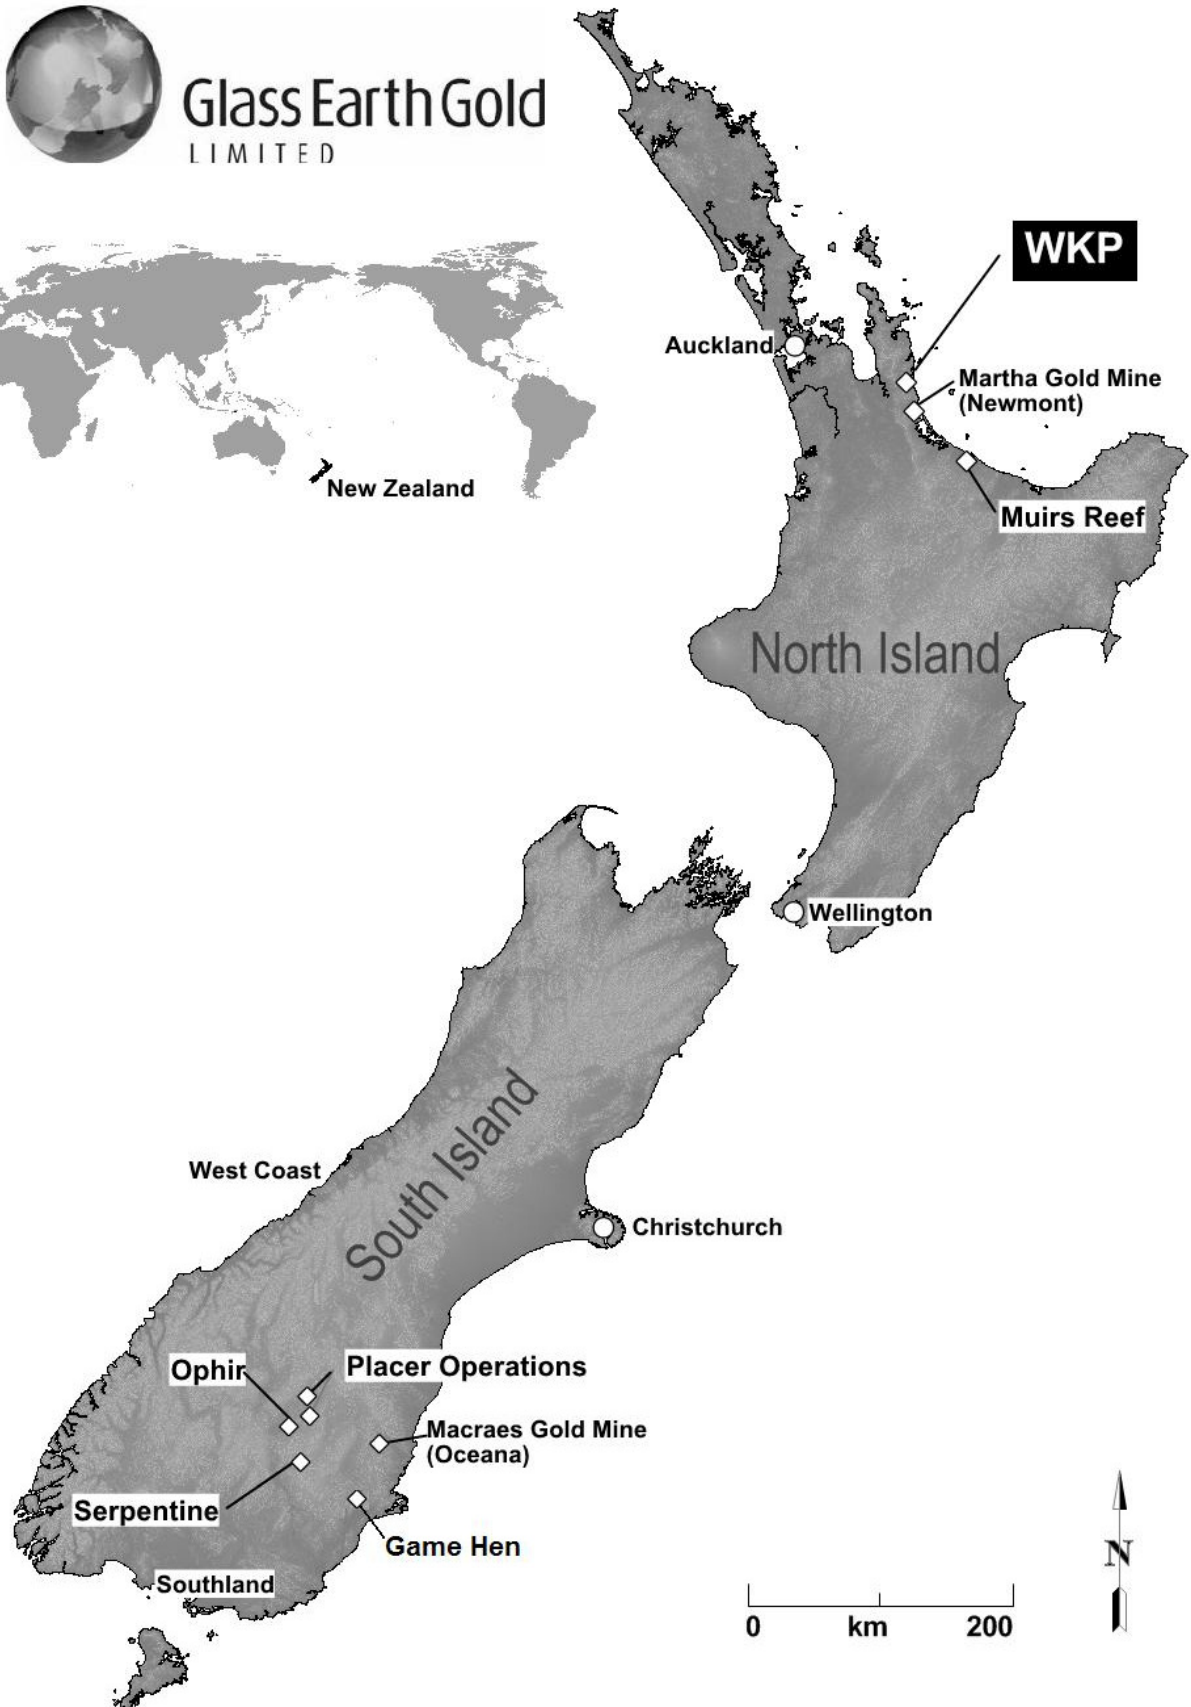 Glass Earth Gold
LIMITED
WKP
Auckland
Martha Gold Mine
(Newmont)
New Zealand
Muirs Reef
North Island
Wellington
South Island
West Coast
Christchurch
Ophir
Placer Operations
Macraes Gold Mine
(Oceana)
Serpentine
Game Hen
Southland
N
0 km 200